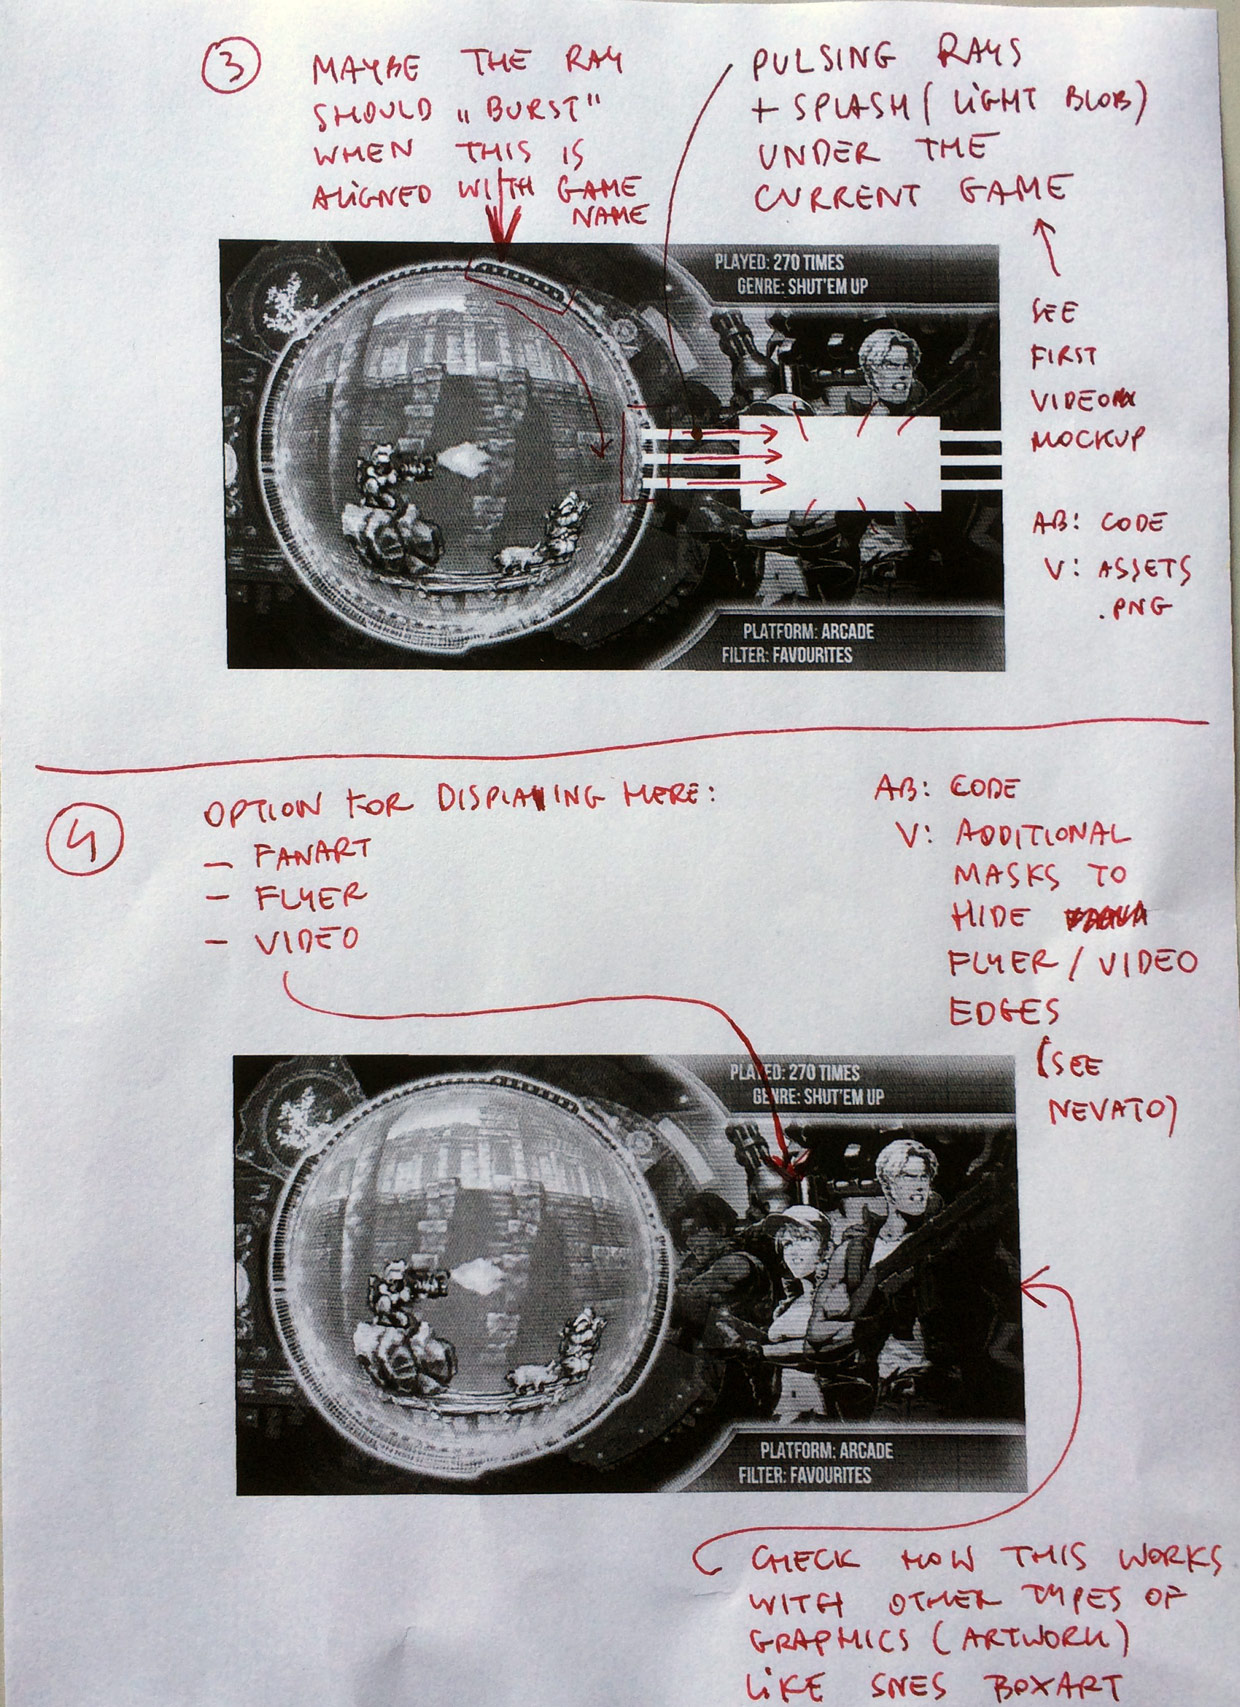 3
MAYBE THE RAY
SHOULD „BURST"
WHEN THIS IS
ALIGNED WITH GAME
NAME
PULSING RAYS
+ SPLASH (LIGHT BLOB)
UNDER THE
CURRENT GAME
SEE
FIRST
VIDEO
MOCKUP
AB: CODE
V: ASSETS
.PNG
PLAYED: 270 TIMES
GENRE: SHUT'EM UP
PLATFORM: ARCADE
FILTER: FAVOURITES
4
OPTION FOR DISPLAYING HERE:
– FANART
– FLYER
– VIDEO
AB: CODE
V: ADDITIONAL
MASKS TO
HIDE
FLYER / VIDEO
EDGES
(SEE
NEVATO)
PLAYED: 270 TIMES
GENRE: SHUT'EM UP
PLATFORM: ARCADE
FILTER: FAVOURITES
CHECK HOW THIS WORKS
WITH OTHER TYPES OF
GRAPHICS (ARTWORK)
LIKE SNES BOXART